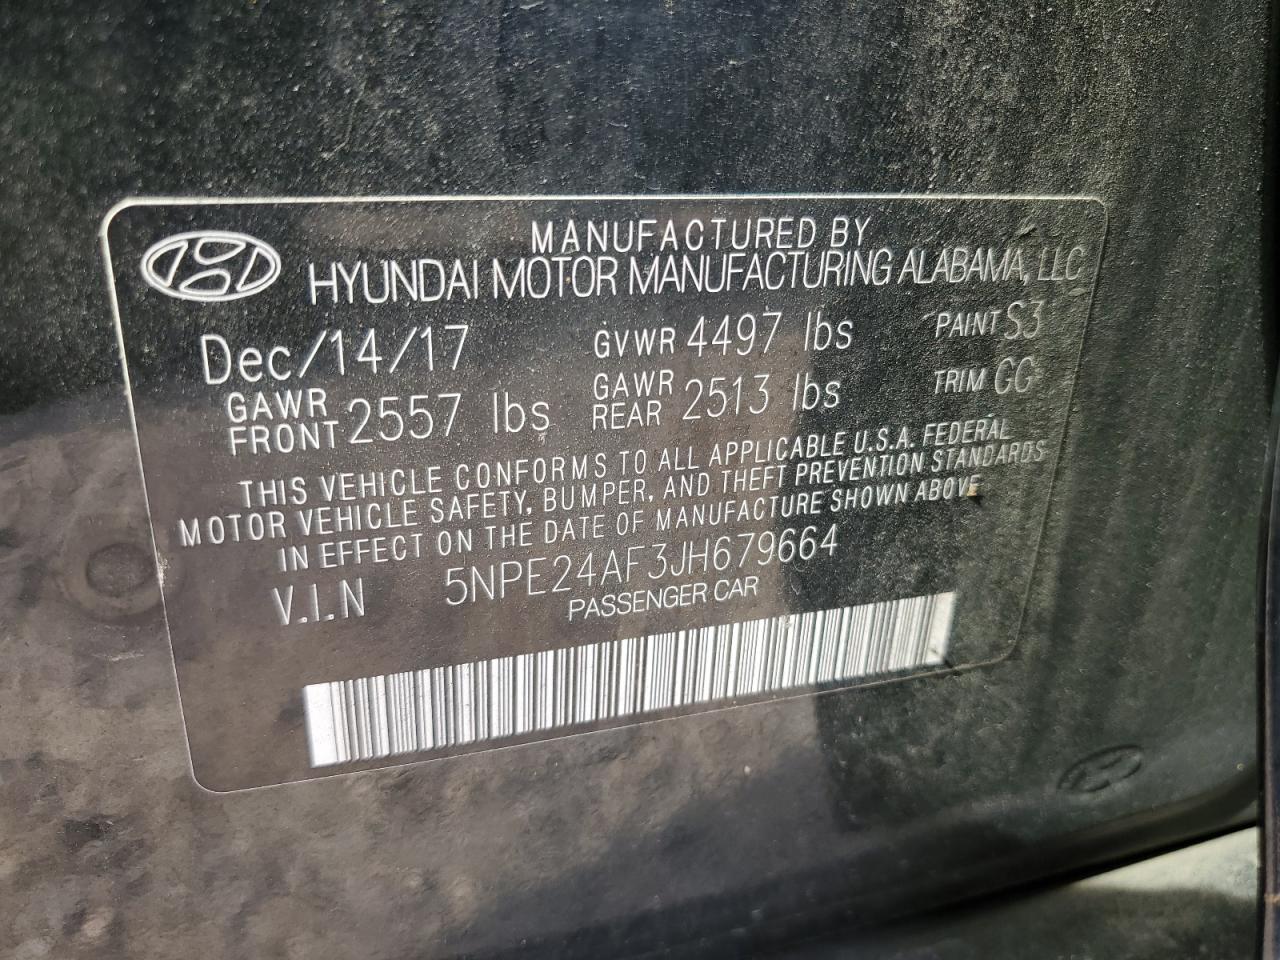 MANUFACTURED BY
HYUNDAI MOTOR MANUFACTURING ALABAMA, LLC
Dec/14/17 GVWR 4497 lbs PAINT S3
GAWR FRONT 2557 lbs GAWR REAR 2513 lbs TRIM GG
THIS VEHICLE CONFORMS TO ALL APPLICABLE U.S.A. FEDERAL
MOTOR VEHICLE SAFETY, BUMPER, AND THEFT PREVENTION STANDARDS
IN EFFECT ON THE DATE OF MANUFACTURE SHOWN ABOVE
V.I.N 5NPE24AF3JH679664
PASSENGER CAR